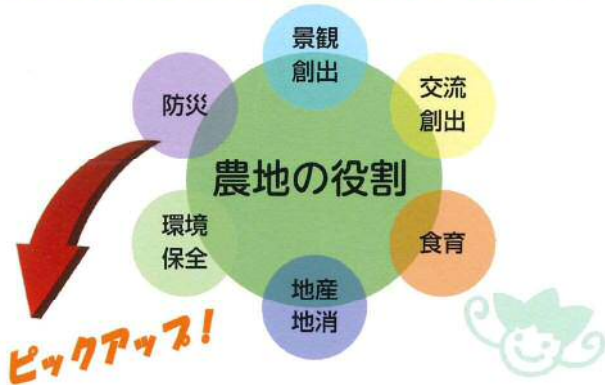 景観
創出
防災
交流
創出
農地の役割
環境
保全
食育
地産
地消
ピックアップ!